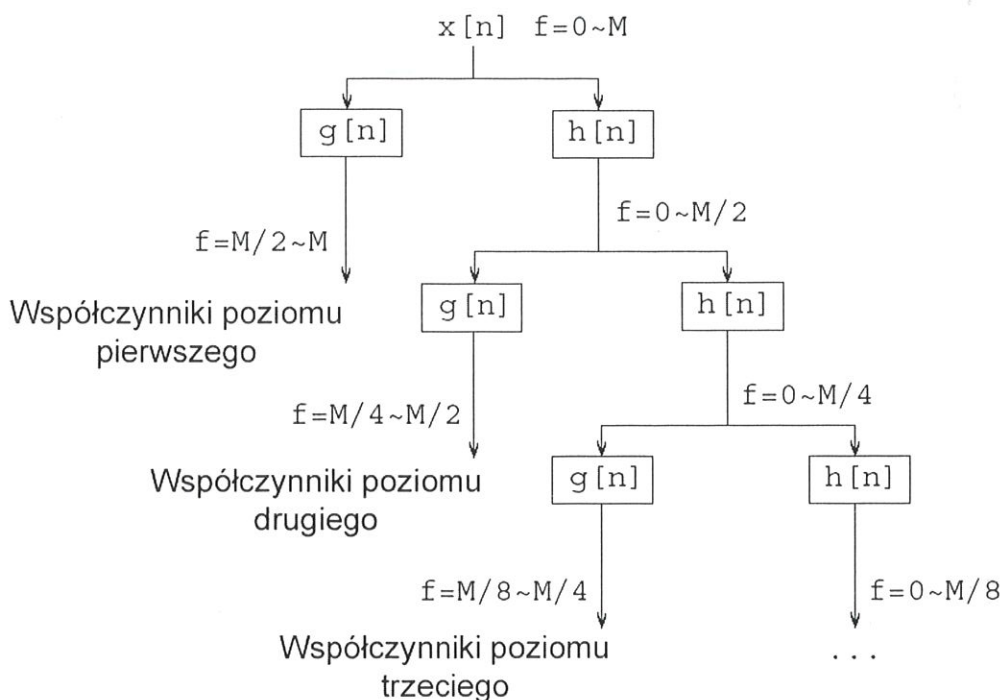 x[n] f=0~M
g[n]
h[n]
f=0~M/2
f=M/2~M
g[n]
h[n]
Współczynniki poziomu
pierwszego
f=0~M/4
f=M/4~M/2
g[n]
h[n]
Współczynniki poziomu
drugiego
f=M/8~M/4
f=0~M/8
Współczynniki poziomu
trzeciego
...